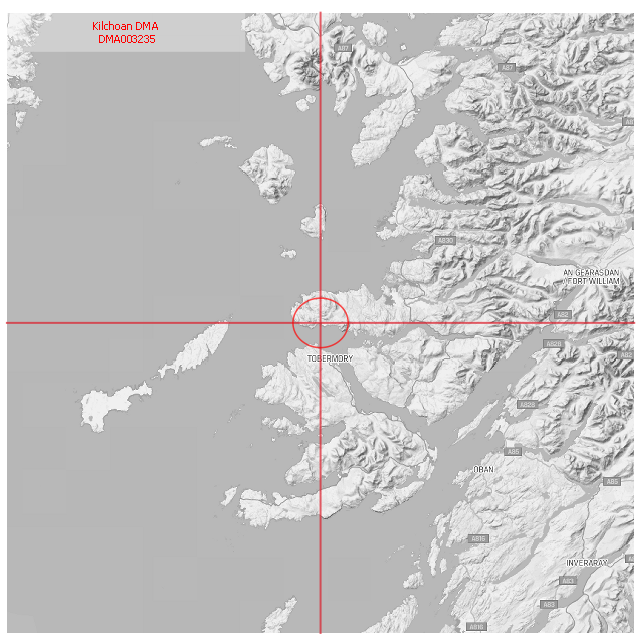 Kilchoan DMA
DMA003235
A87
A87
A830
AN GEARASDAN
/ FORT WILLIAM
A82
A828
TOBERMORY
A82
A828
A85
OBAN
A85
A816
INVERARAY
A83
A83
A816